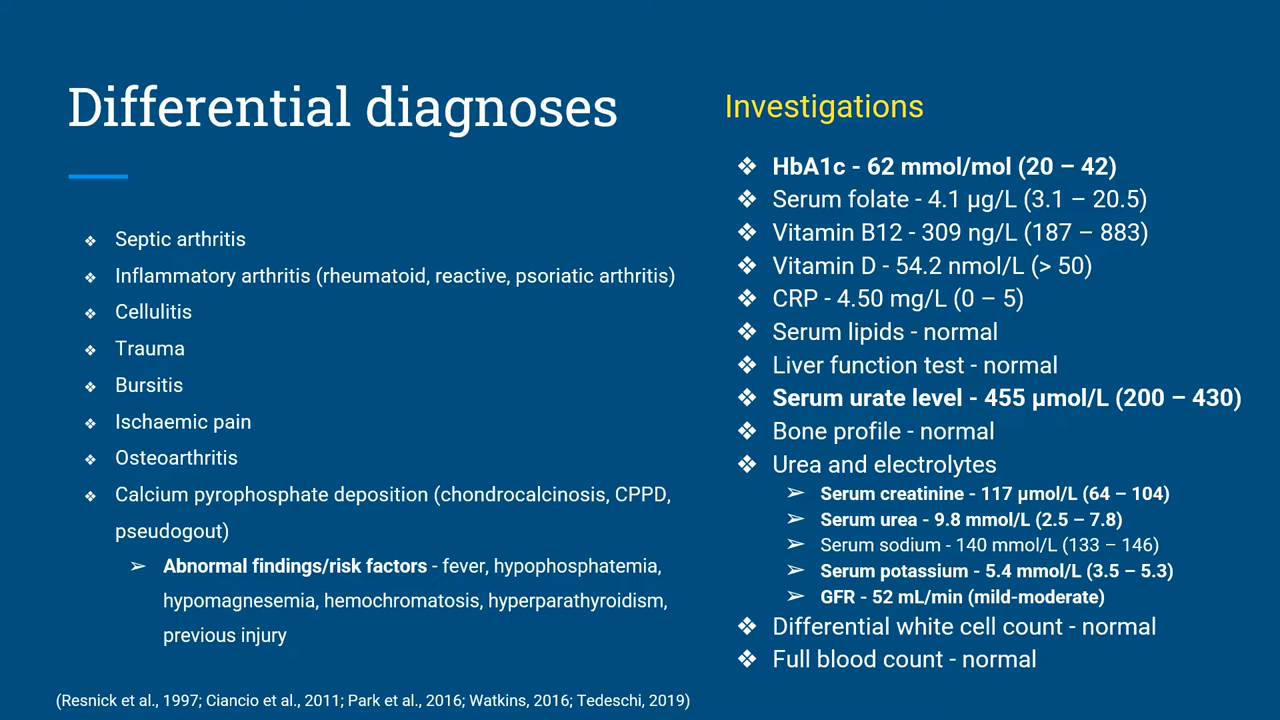 Differential diagnoses
❖ Septic arthritis
❖ Inflammatory arthritis (rheumatoid, reactive, psoriatic arthritis)
❖ Cellulitis
❖ Trauma
❖ Bursitis
❖ Ischaemic pain
❖ Osteoarthritis
❖ Calcium pyrophosphate deposition (chondrocalcinosis, CPPD,
pseudogout)
➢ Abnormal findings/risk factors - fever, hypophosphatemia,
hypomagnesemia, hemochromatosis, hyperparathyroidism,
previous injury
(Resnick et al., 1997; Ciancio et al., 2011; Park et al., 2016; Watkins, 2016; Tedeschi, 2019)
Investigations
❖ HbA1c - 62 mmol/mol (20 – 42)
❖ Serum folate - 4.1 µg/L (3.1 – 20.5)
❖ Vitamin B12 - 309 ng/L (187 – 883)
❖ Vitamin D - 54.2 nmol/L (> 50)
❖ CRP - 4.50 mg/L (0 – 5)
❖ Serum lipids - normal
❖ Liver function test - normal
❖ Serum urate level - 455 µmol/L (200 – 430)
❖ Bone profile - normal
❖ Urea and electrolytes
➢ Serum creatinine - 117 µmol/L (64 – 104)
➢ Serum urea - 9.8 mmol/L (2.5 – 7.8)
➢ Serum sodium - 140 mmol/L (133 – 146)
➢ Serum potassium - 5.4 mmol/L (3.5 – 5.3)
➢ GFR - 52 mL/min (mild-moderate)
❖ Differential white cell count - normal
❖ Full blood count - normal